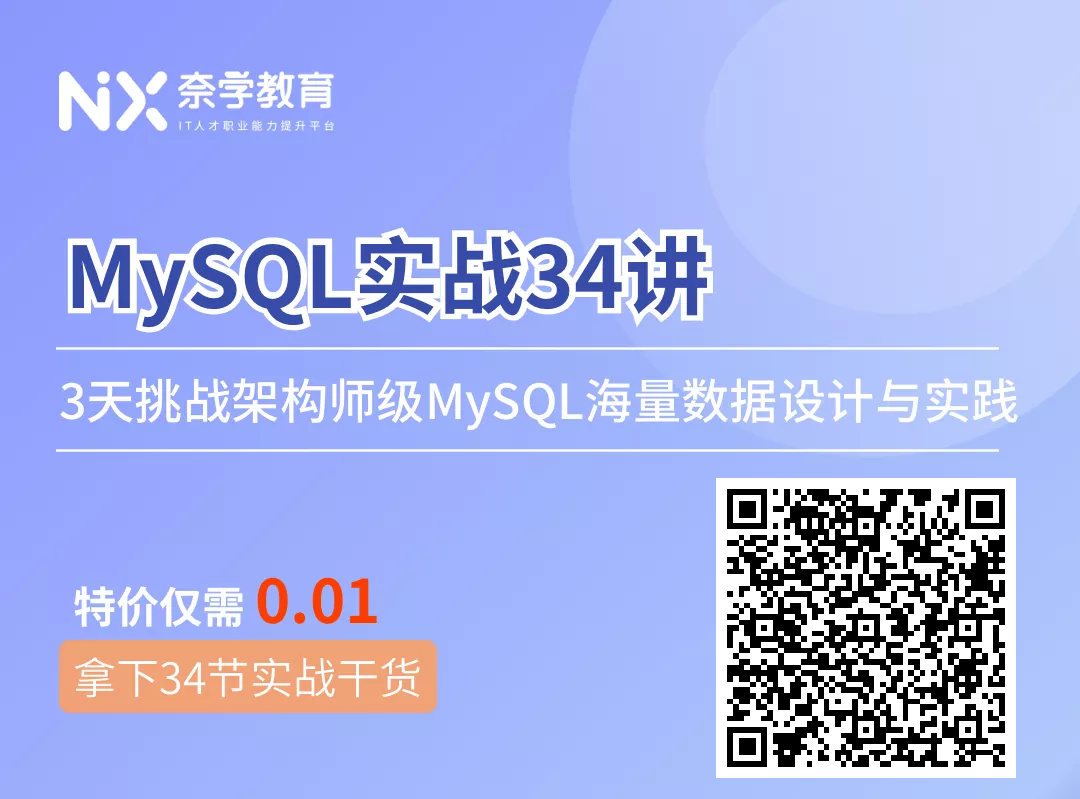 NiX 奈学教育
IT人才职业能力提升平台
MySQL实战34讲
3天挑战架构师级MySQL海量数据设计与实践
特价仅需 0.01
拿下34节实战干货